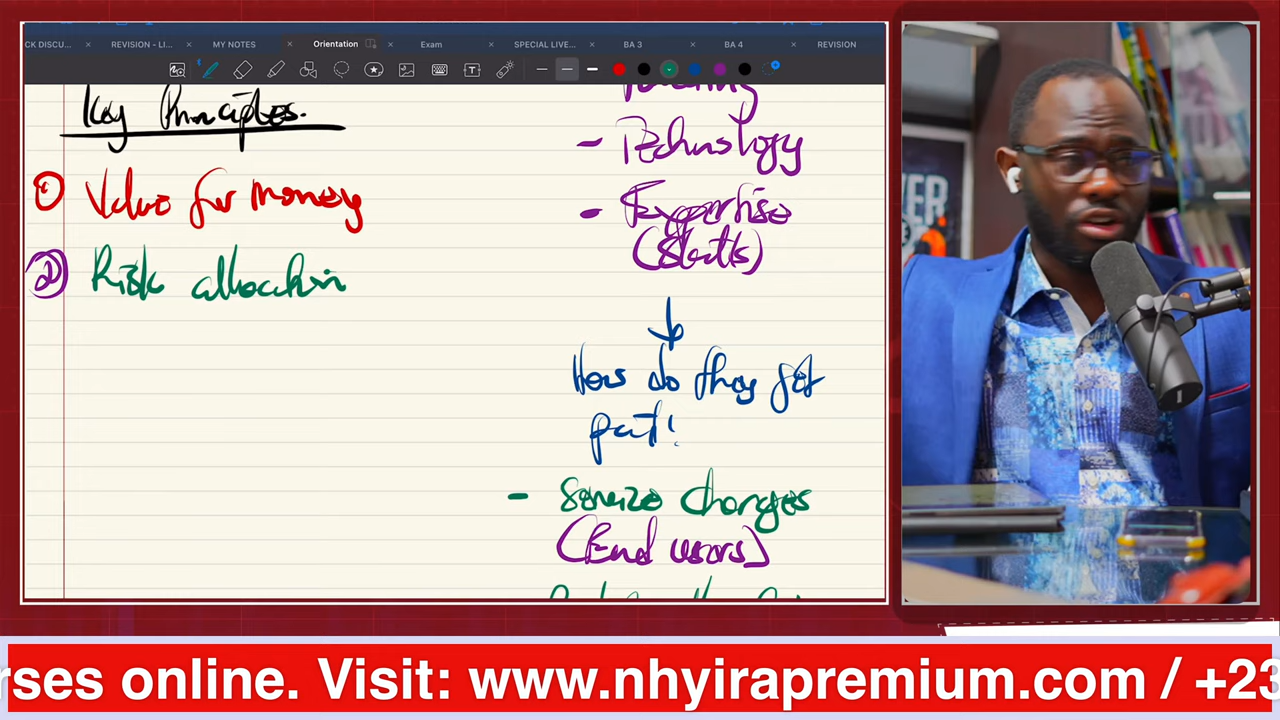 CK DISCU...
REVISION - LI...
MY NOTES
Orientation
Exam
SPECIAL LIVE...
BA 3
BA 4
REVISION
Key Principles.
① Value for money
② Risk allocation
- Technology
- Expertise
(Staff)
How do they get
paid?
- Service charges
(End users)
rses online. Visit: www.nhyirapremium.com / +23